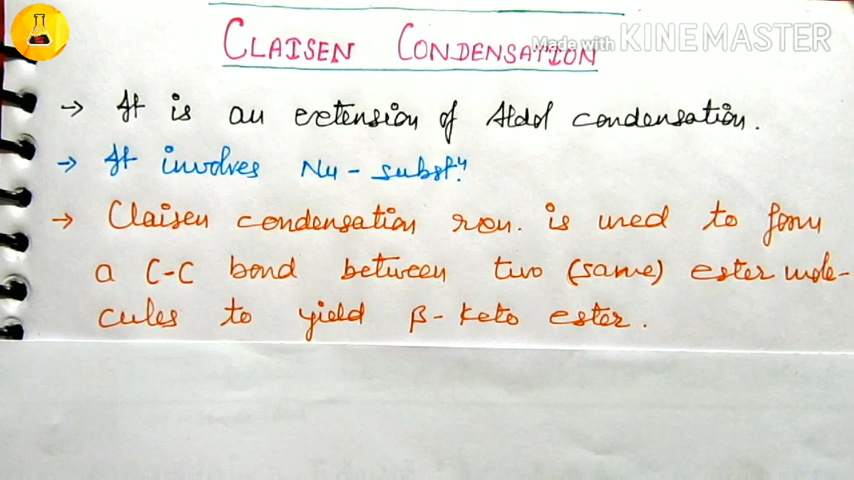 CLAISEN CONDENSATION
Made with KINEMASTER
→ It is an extension of Aldol condensation.
→ It involves Nu - substⁿ.
→ Claisen condensation rxn. is used to form
a C-C bond between two (same) ester mole-
cules to yield β- keto ester.